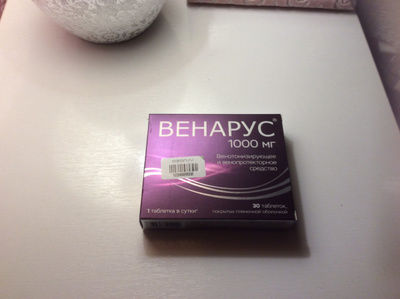 ВЕНАРУС®
1000 мг
Венотонизирующее
и венопротекторное
средство
1 таблетка в сутки*
30 таблеток,
покрытых пленочной оболочкой